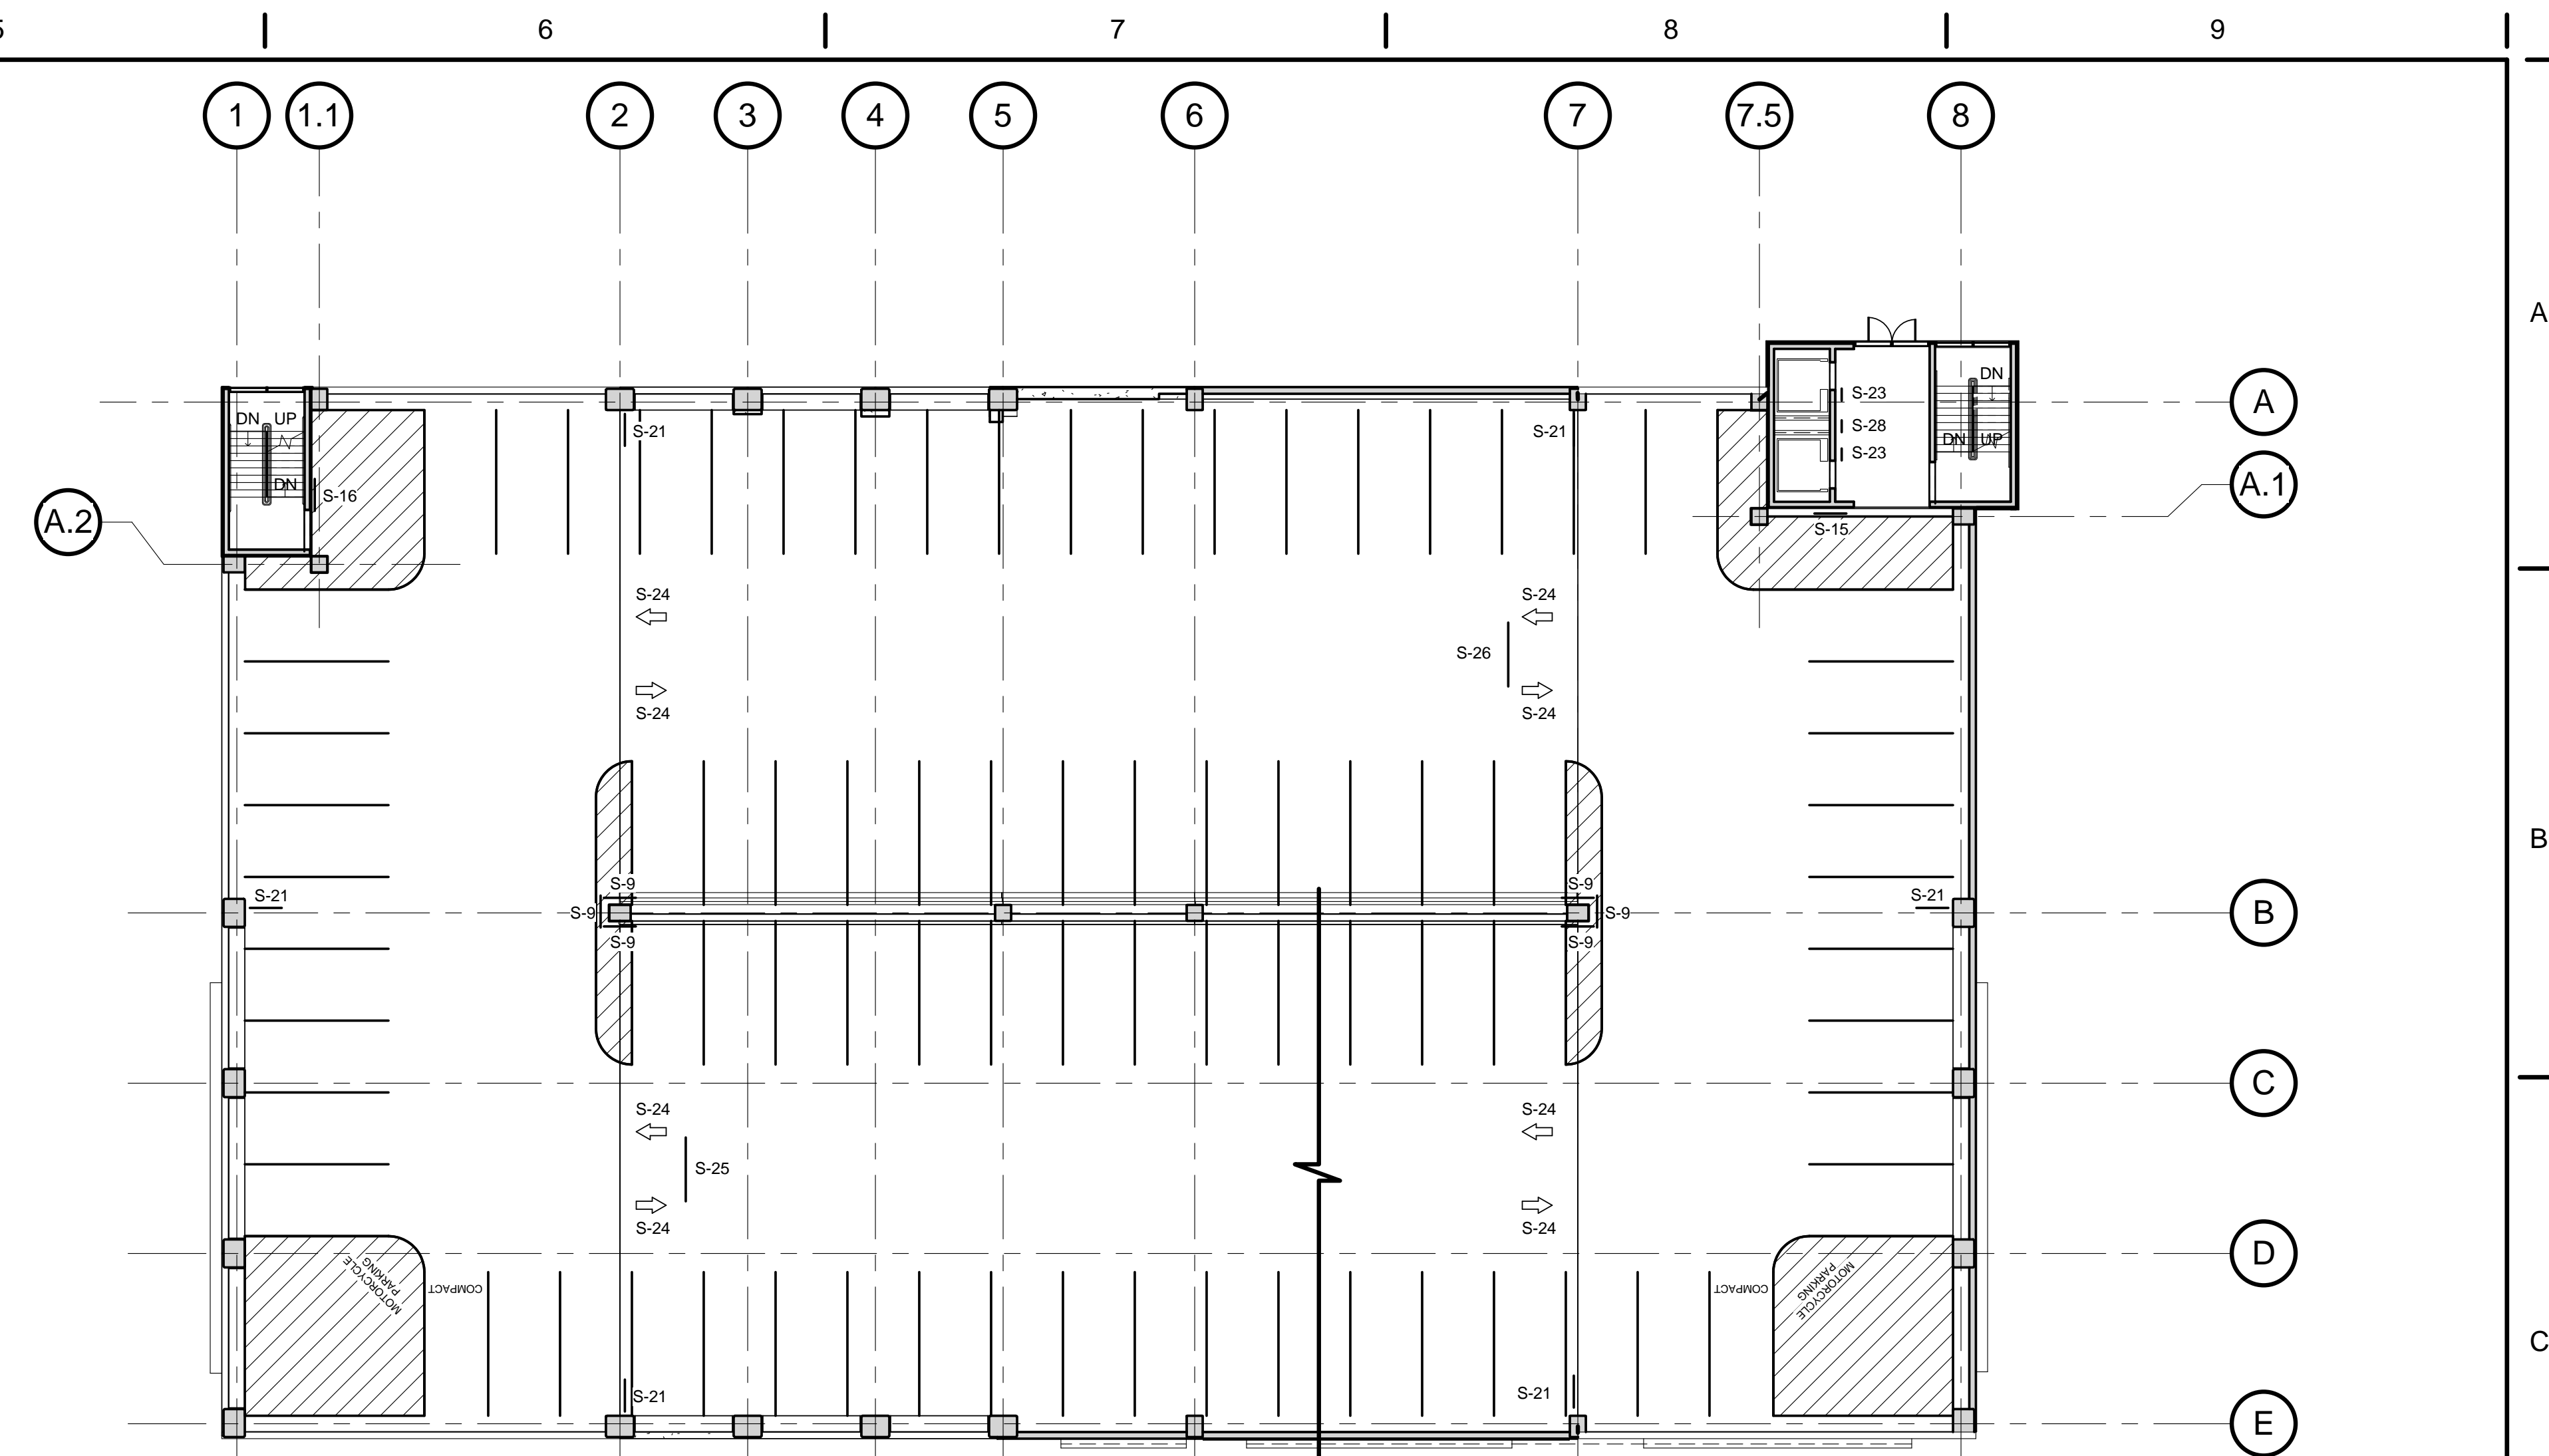 6
7
8
9
1
1.1
2
3
4
5
6
7
7.5
8
A
DN
S-23
A
DN UP
S-21
S-21
S-28
DN UP
S-23
DN
S-16
A.1
A.2
S-15
S-24
S-24
S-26
S-24
S-24
B
S-9
S-9
S-21
S-21
S-9
S-9
B
S-9
S-9
C
S-24
S-24
S-25
S-24
S-24
D
MOTORCYCLE
PARKING
COMPACT
COMPACT
MOTORCYCLE
PARKING
C
S-21
S-21
E